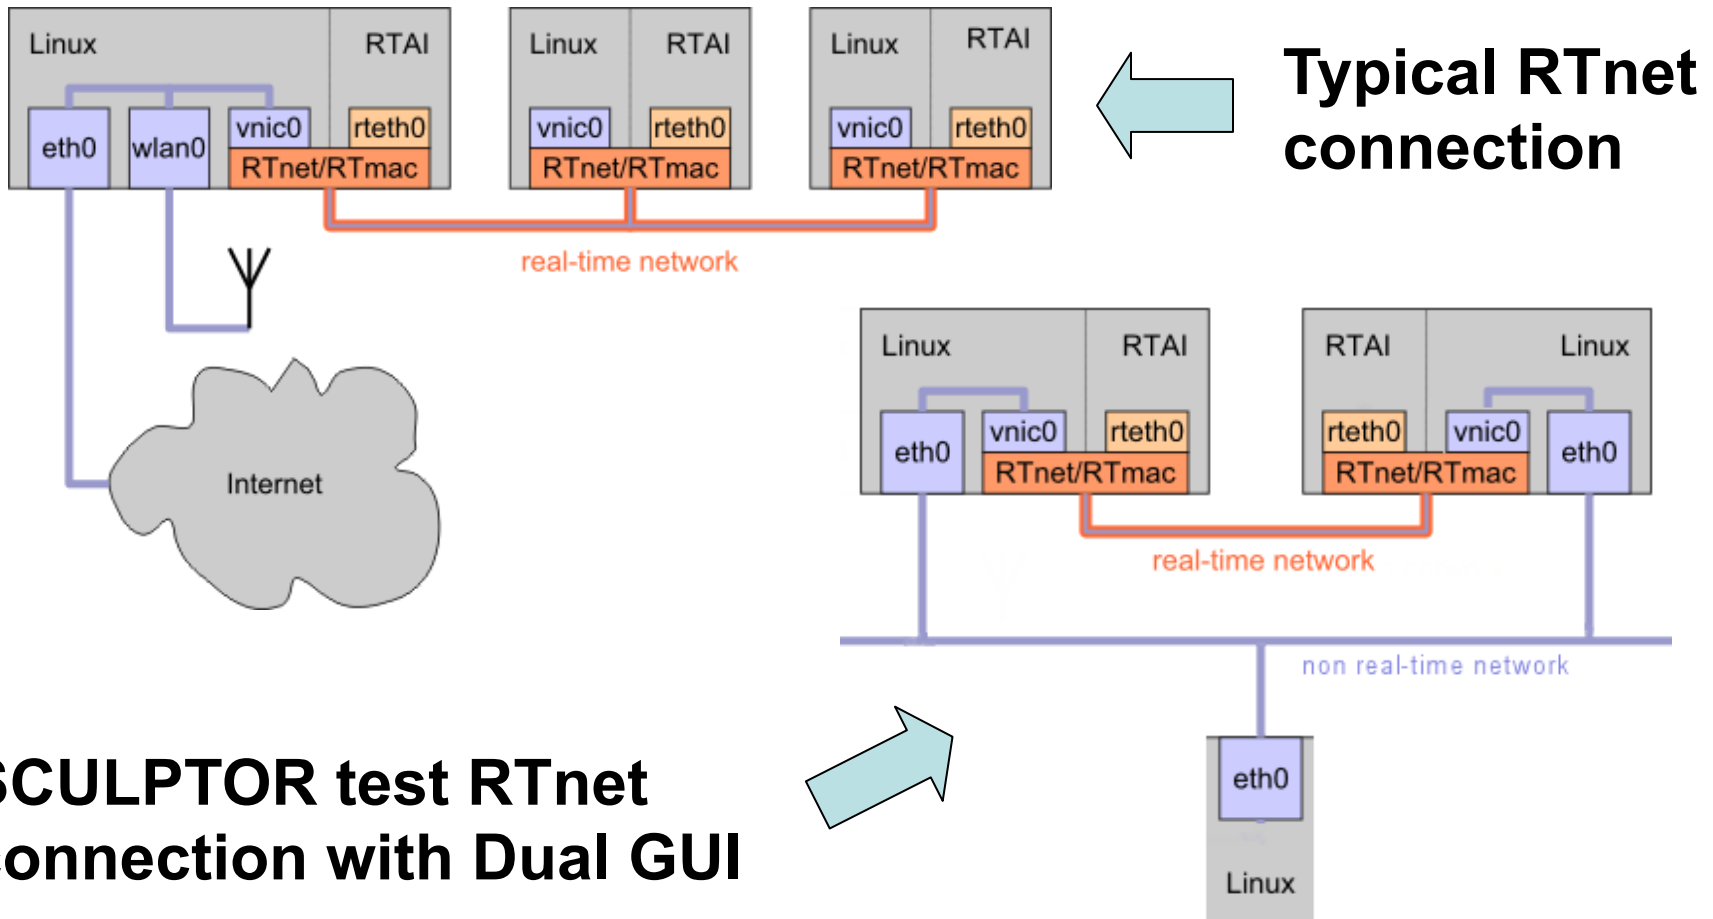 Linux RTAI
Linux RTAI
Linux RTAI
eth0 wlan0 vnic0 rteth0
RTnet/RTmac
vnic0 rteth0
RTnet/RTmac
vnic0 rteth0
RTnet/RTmac
Typical RTnet
connection
real-time network
Internet
Linux RTAI
eth0 vnic0 rteth0
RTnet/RTmac
RTAI Linux
rteth0 vnic0 eth0
RTnet/RTmac
real-time network
non real-time network
eth0
Linux
SCULPTOR test RTnet
connection with Dual GUI